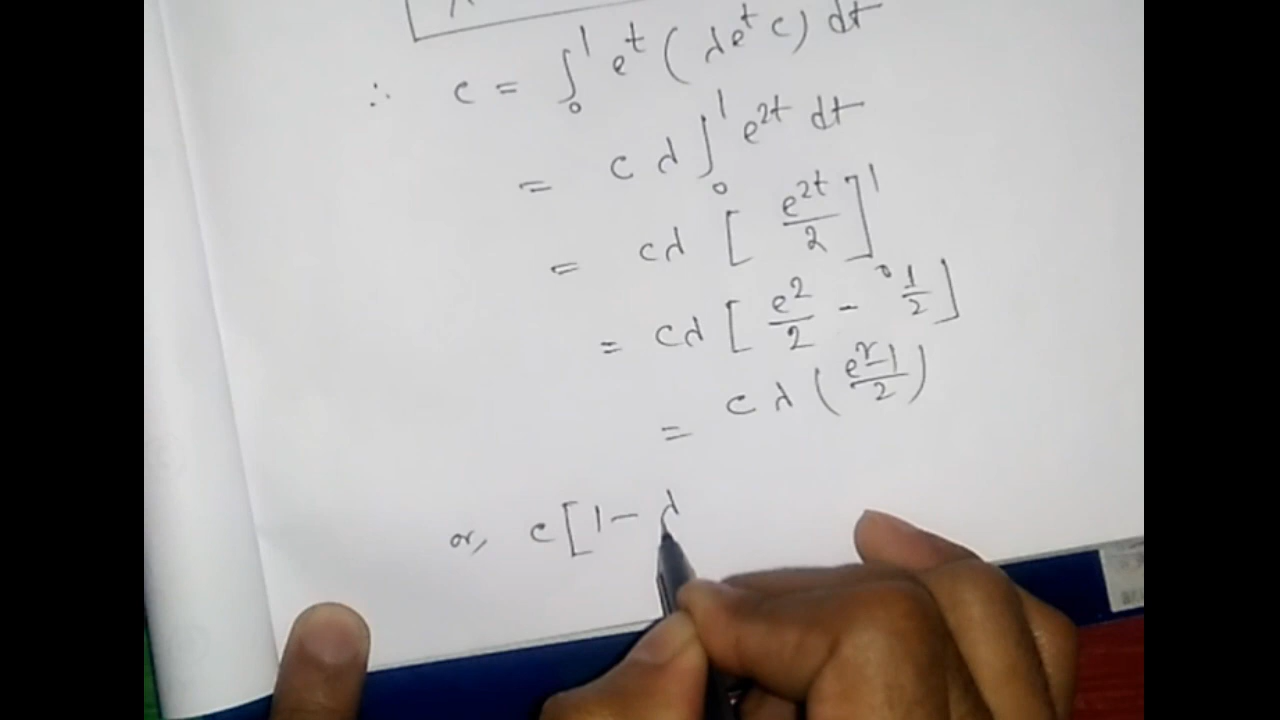 ∴ c = ∫₀¹ eᵗ (λeᵗ c) dt
= cλ ∫₀¹ e²ᵗ dt
= cλ [ e²ᵗ/2 ]₀¹
= cλ [ e²/2 - 1/2 ]
= cλ ( e²-1/2 )
or, c[1-λ